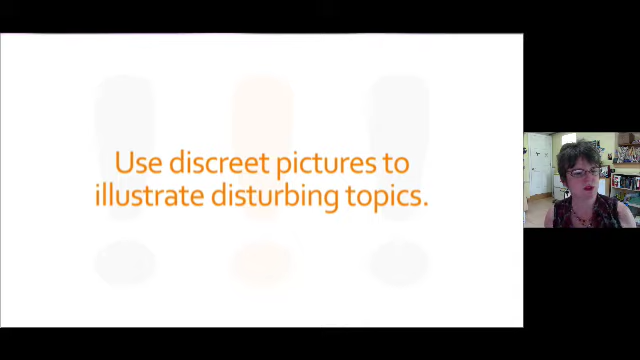 Use discreet pictures to
illustrate disturbing topics.